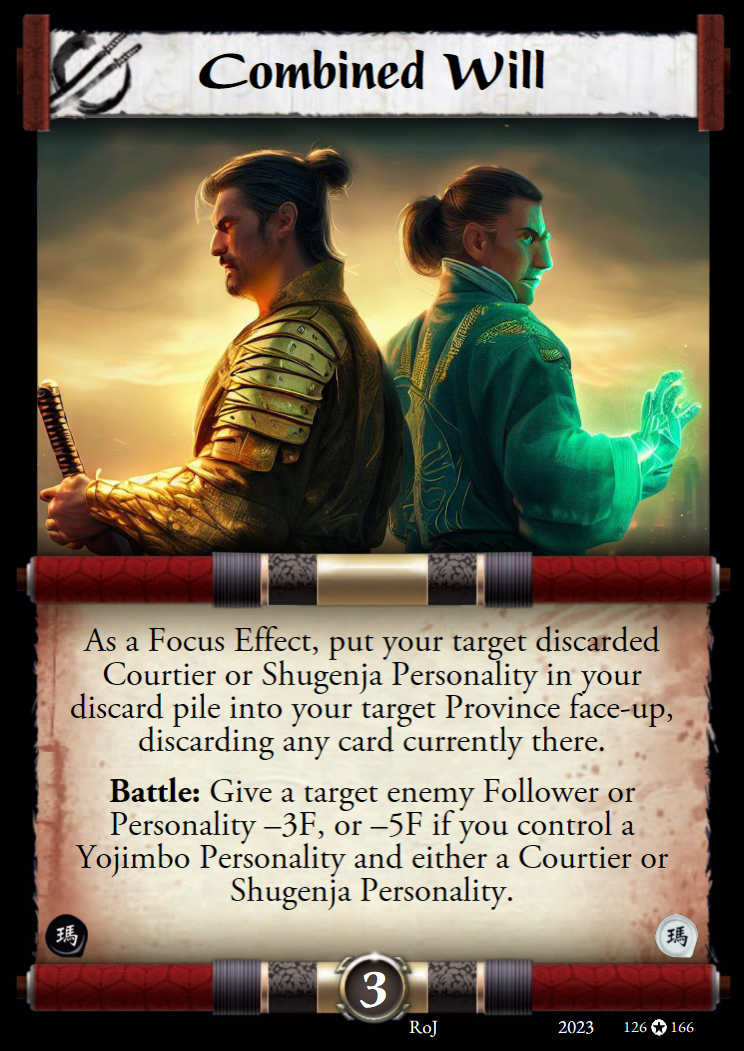 Combined Will
As a Focus Effect, put your target discarded
Courtier or Shugenja Personality in your
discard pile into your target Province face-up,
discarding any card currently there.
Battle: Give a target enemy Follower or
Personality –3F, or –5F if you control a
Yojimbo Personality and either a Courtier or
Shugenja Personality.
瑪 瑪
3
RoJ 2023 126 ✪ 166